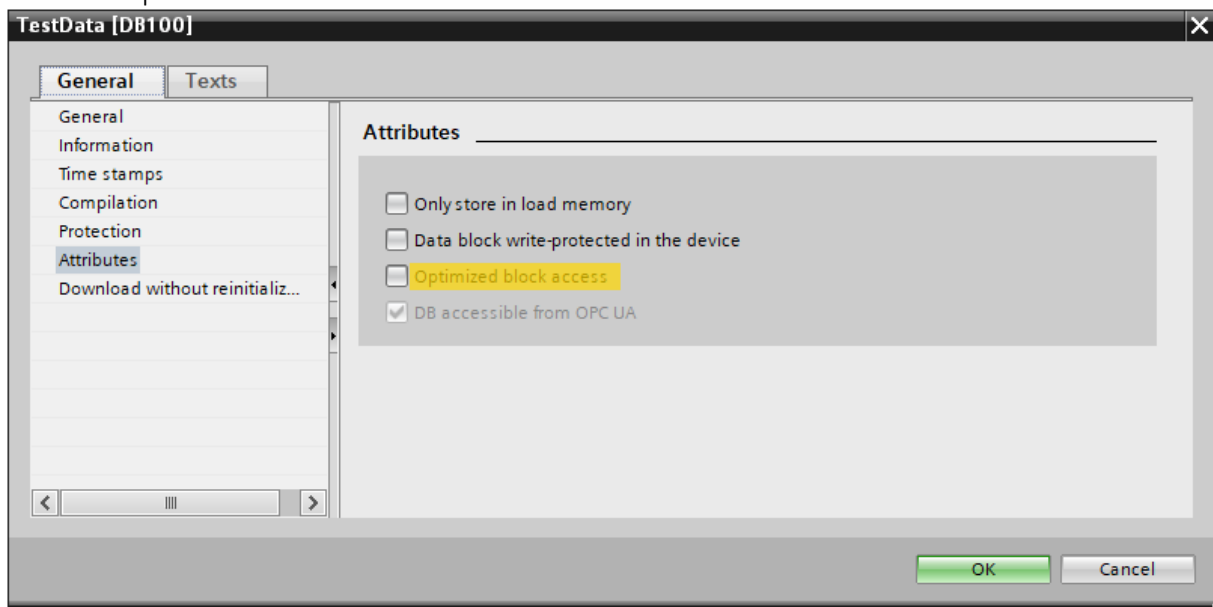 TestData [DB100]
General
Texts
General
Information
Time stamps
Compilation
Protection
Attributes
Download without reinitializ...
Attributes
Only store in load memory
Data block write-protected in the device
Optimized block access
DB accessible from OPC UA
OK
Cancel